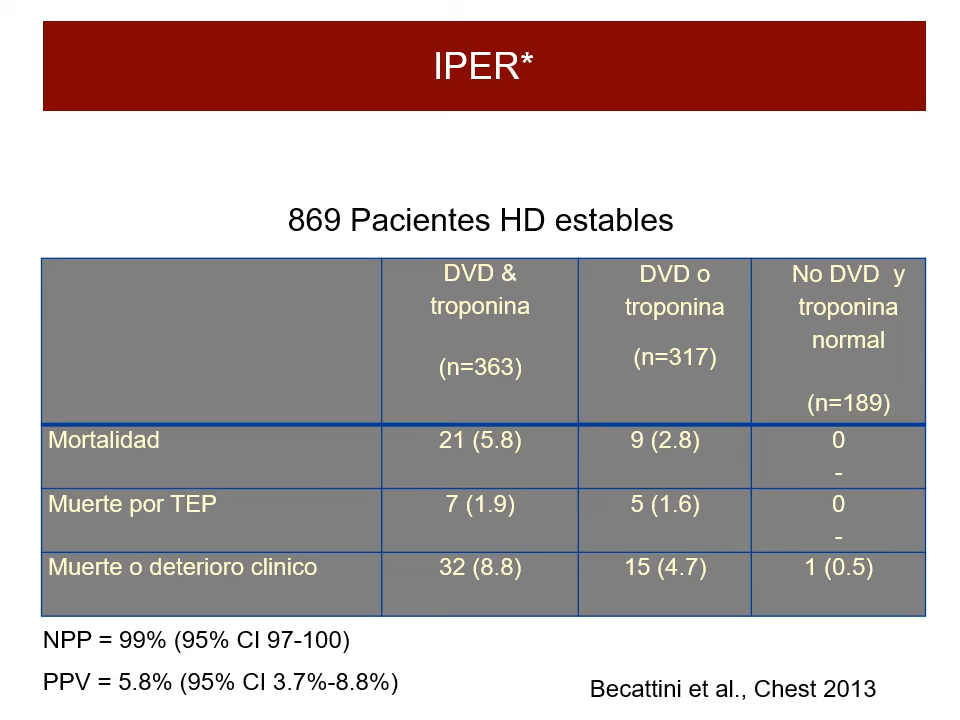 IPER*
869 Pacientes HD estables
DVD &
troponina
(n=363)
DVD o
troponina
(n=317)
No DVD y
troponina
normal
(n=189)
Mortalidad 21 (5.8) 9 (2.8) 0
-
Muerte por TEP 7 (1.9) 5 (1.6) 0
-
Muerte o deterioro clinico 32 (8.8) 15 (4.7) 1 (0.5)
NPP = 99% (95% CI 97-100)
PPV = 5.8% (95% CI 3.7%-8.8%)
Becattini et al., Chest 2013